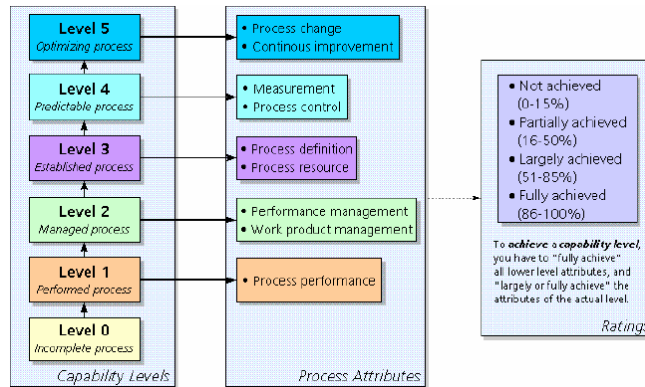 Level 5
Optimizing process
Level 4
Predictable process
Level 3
Established process
Level 2
Managed process
Level 1
Performed process
Level 0
Incomplete process
Capability Levels
• Process change
• Continous improvement
• Measurement
• Process control
• Process definition
• Process resource
• Performance management
• Work product management
• Process performance
Process Attributes
• Not achieved
(0-15%)
• Partially achieved
(16-50%)
• Largely achieved
(51-85%)
• Fully achieved
(86-100%)
To achieve a capability level,
you have to "fully achieve"
all lower level attributes, and
"largely or fully achieve" the
attributes of the actual level.
Ratings